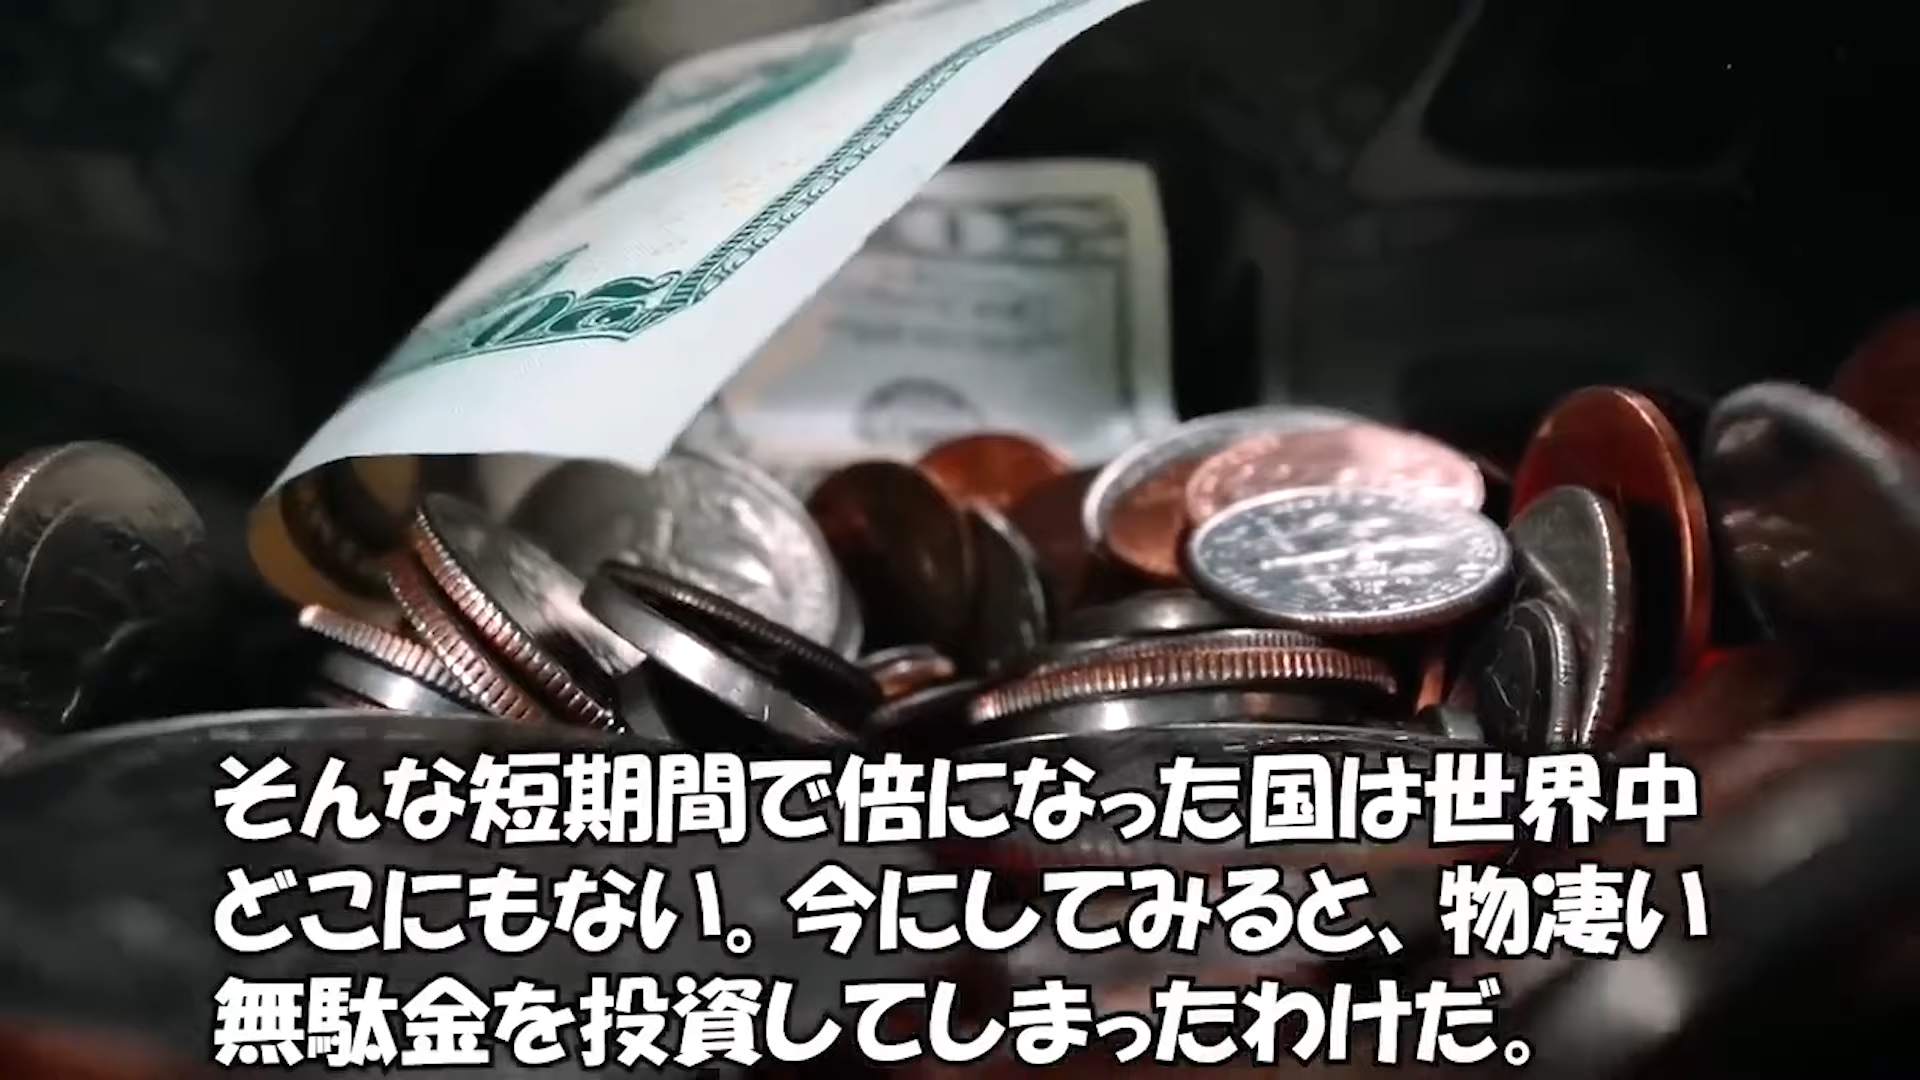 そんな短期間で倍になった国は世界中
どこにもない。今にしてみると、物凄い
無駄金を投資してしまったわけだ。